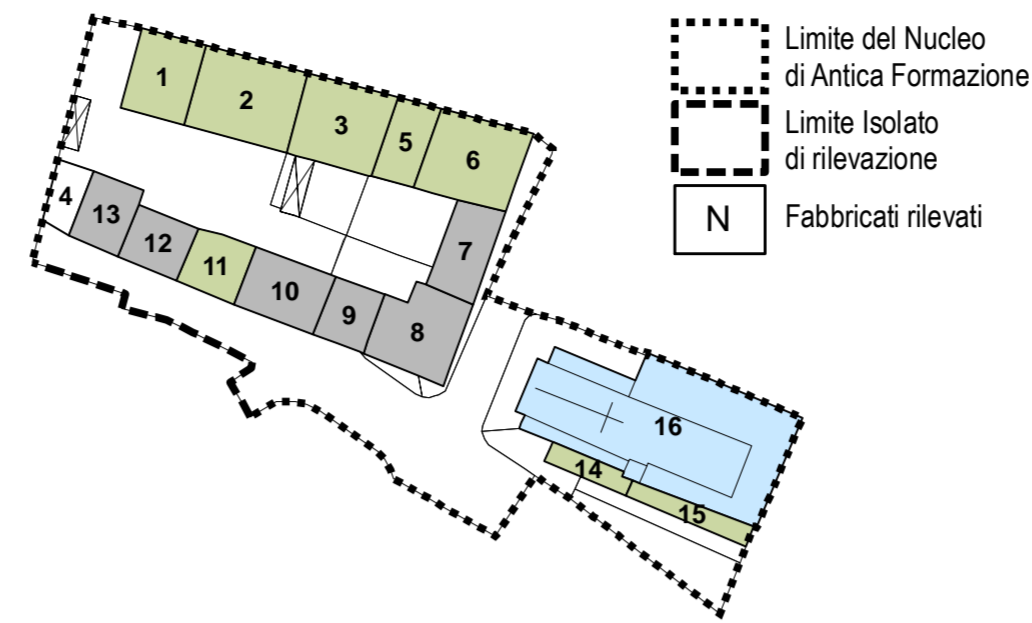 Limite del Nucleo
di Antica Formazione
Limite Isolato
di rilevazione
N
Fabbricati rilevati
1
2
3
5
6
4
13
12
11
10
9
8
7
16
14
15